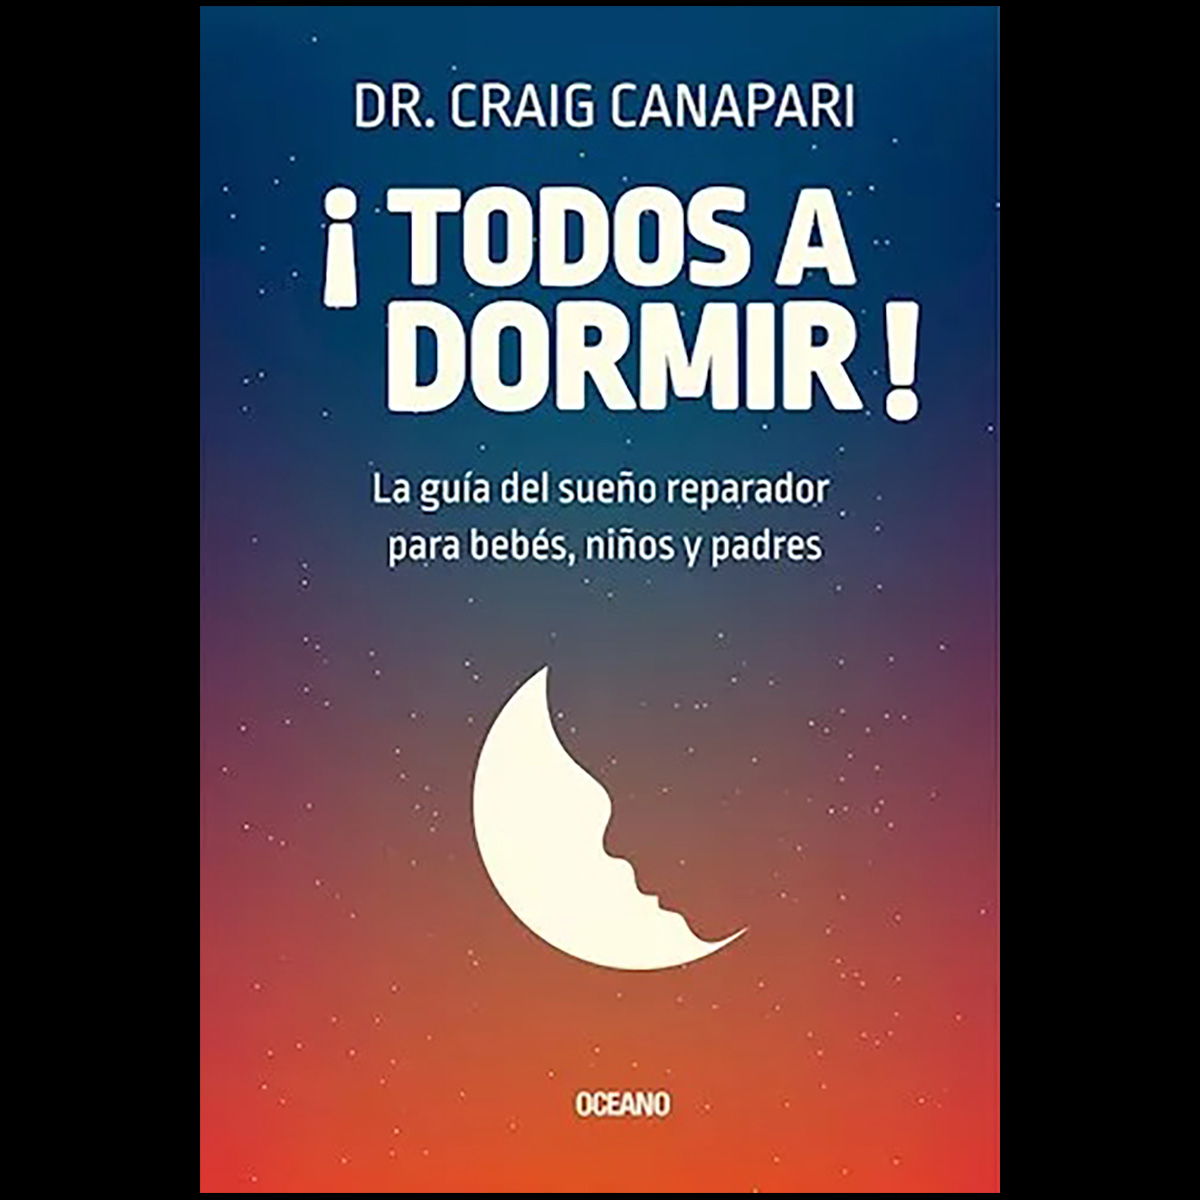 DR. CRAIG CANAPARI
¡TODOS A
DORMIR!
La guía del sueño reparador
para bebés, niños y padres
OCEANO